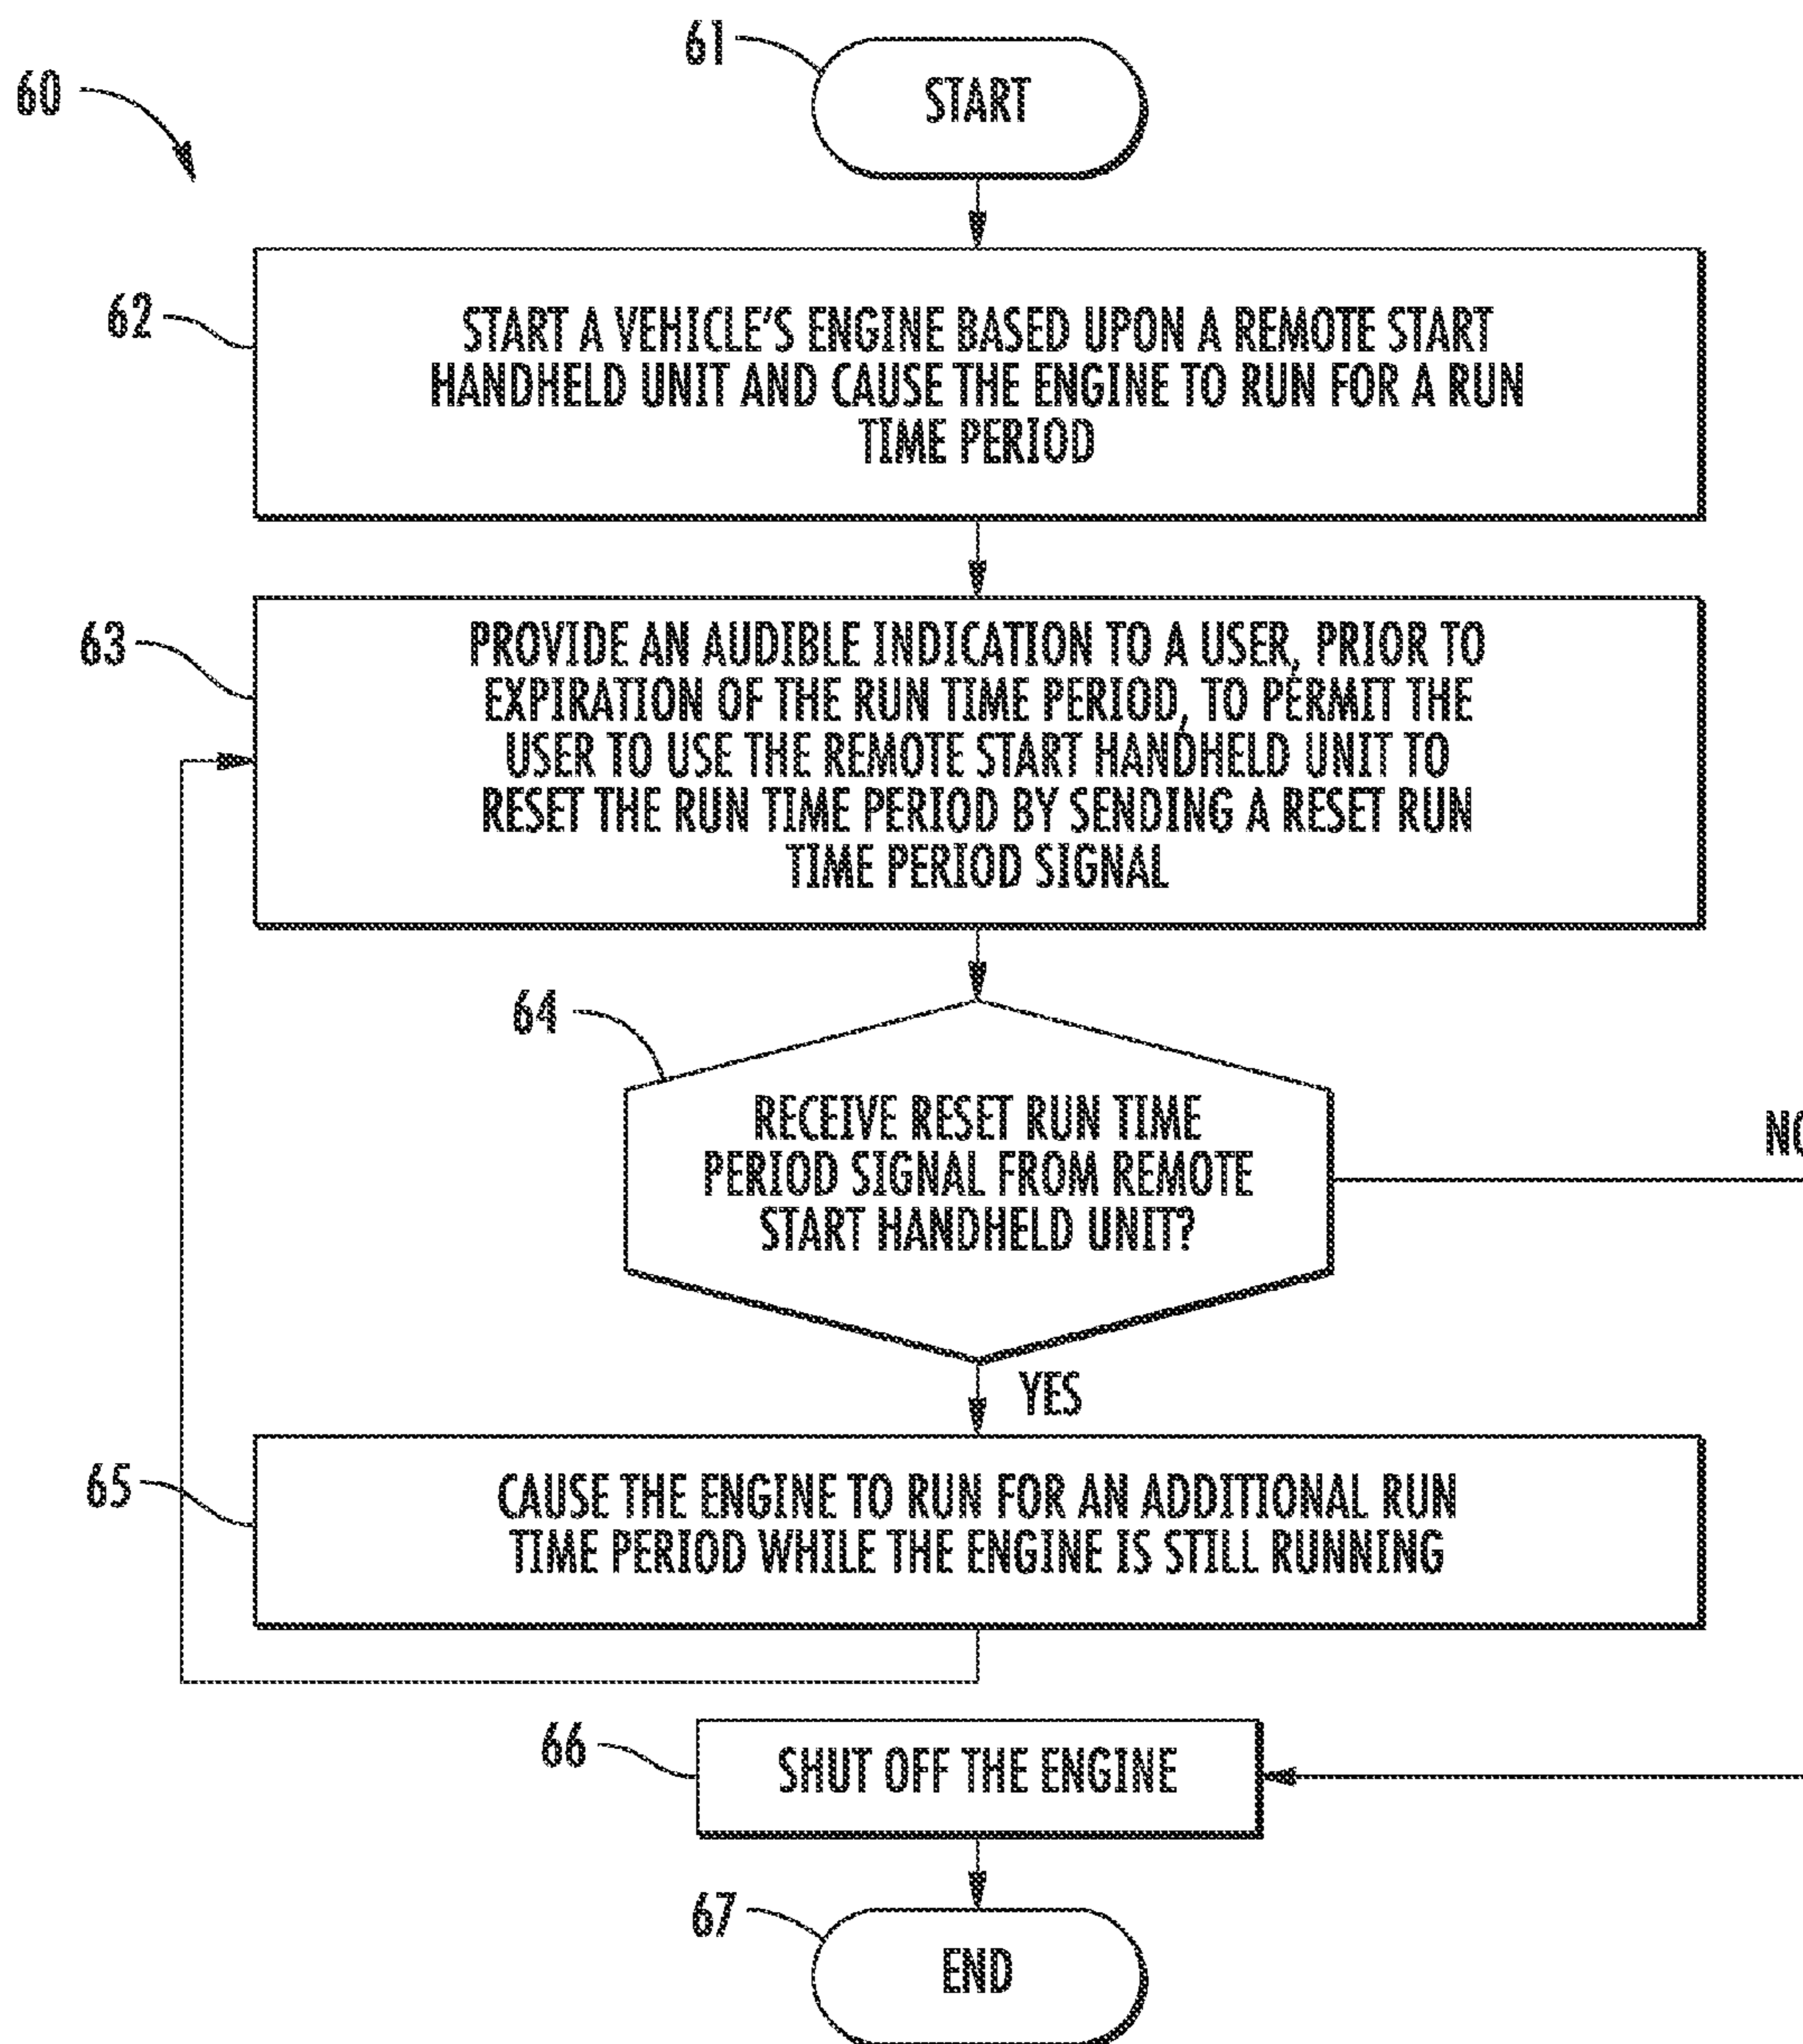 61
START
60
62
START A VEHICLE'S ENGINE BASED UPON A REMOTE START
HANDHELD UNIT AND CAUSE THE ENGINE TO RUN FOR A RUN
TIME PERIOD
63
PROVIDE AN AUDIBLE INDICATION TO A USER, PRIOR TO
EXPIRATION OF THE RUN TIME PERIOD, TO PERMIT THE
USER TO USE THE REMOTE START HANDHELD UNIT TO
RESET THE RUN TIME PERIOD BY SENDING A RESET RUN
TIME PERIOD SIGNAL
64
RECEIVE RESET RUN TIME
PERIOD SIGNAL FROM REMOTE
START HANDHELD UNIT?
NO
YES
65
CAUSE THE ENGINE TO RUN FOR AN ADDITIONAL RUN
TIME PERIOD WHILE THE ENGINE IS STILL RUNNING
66
SHUT OFF THE ENGINE
67
END